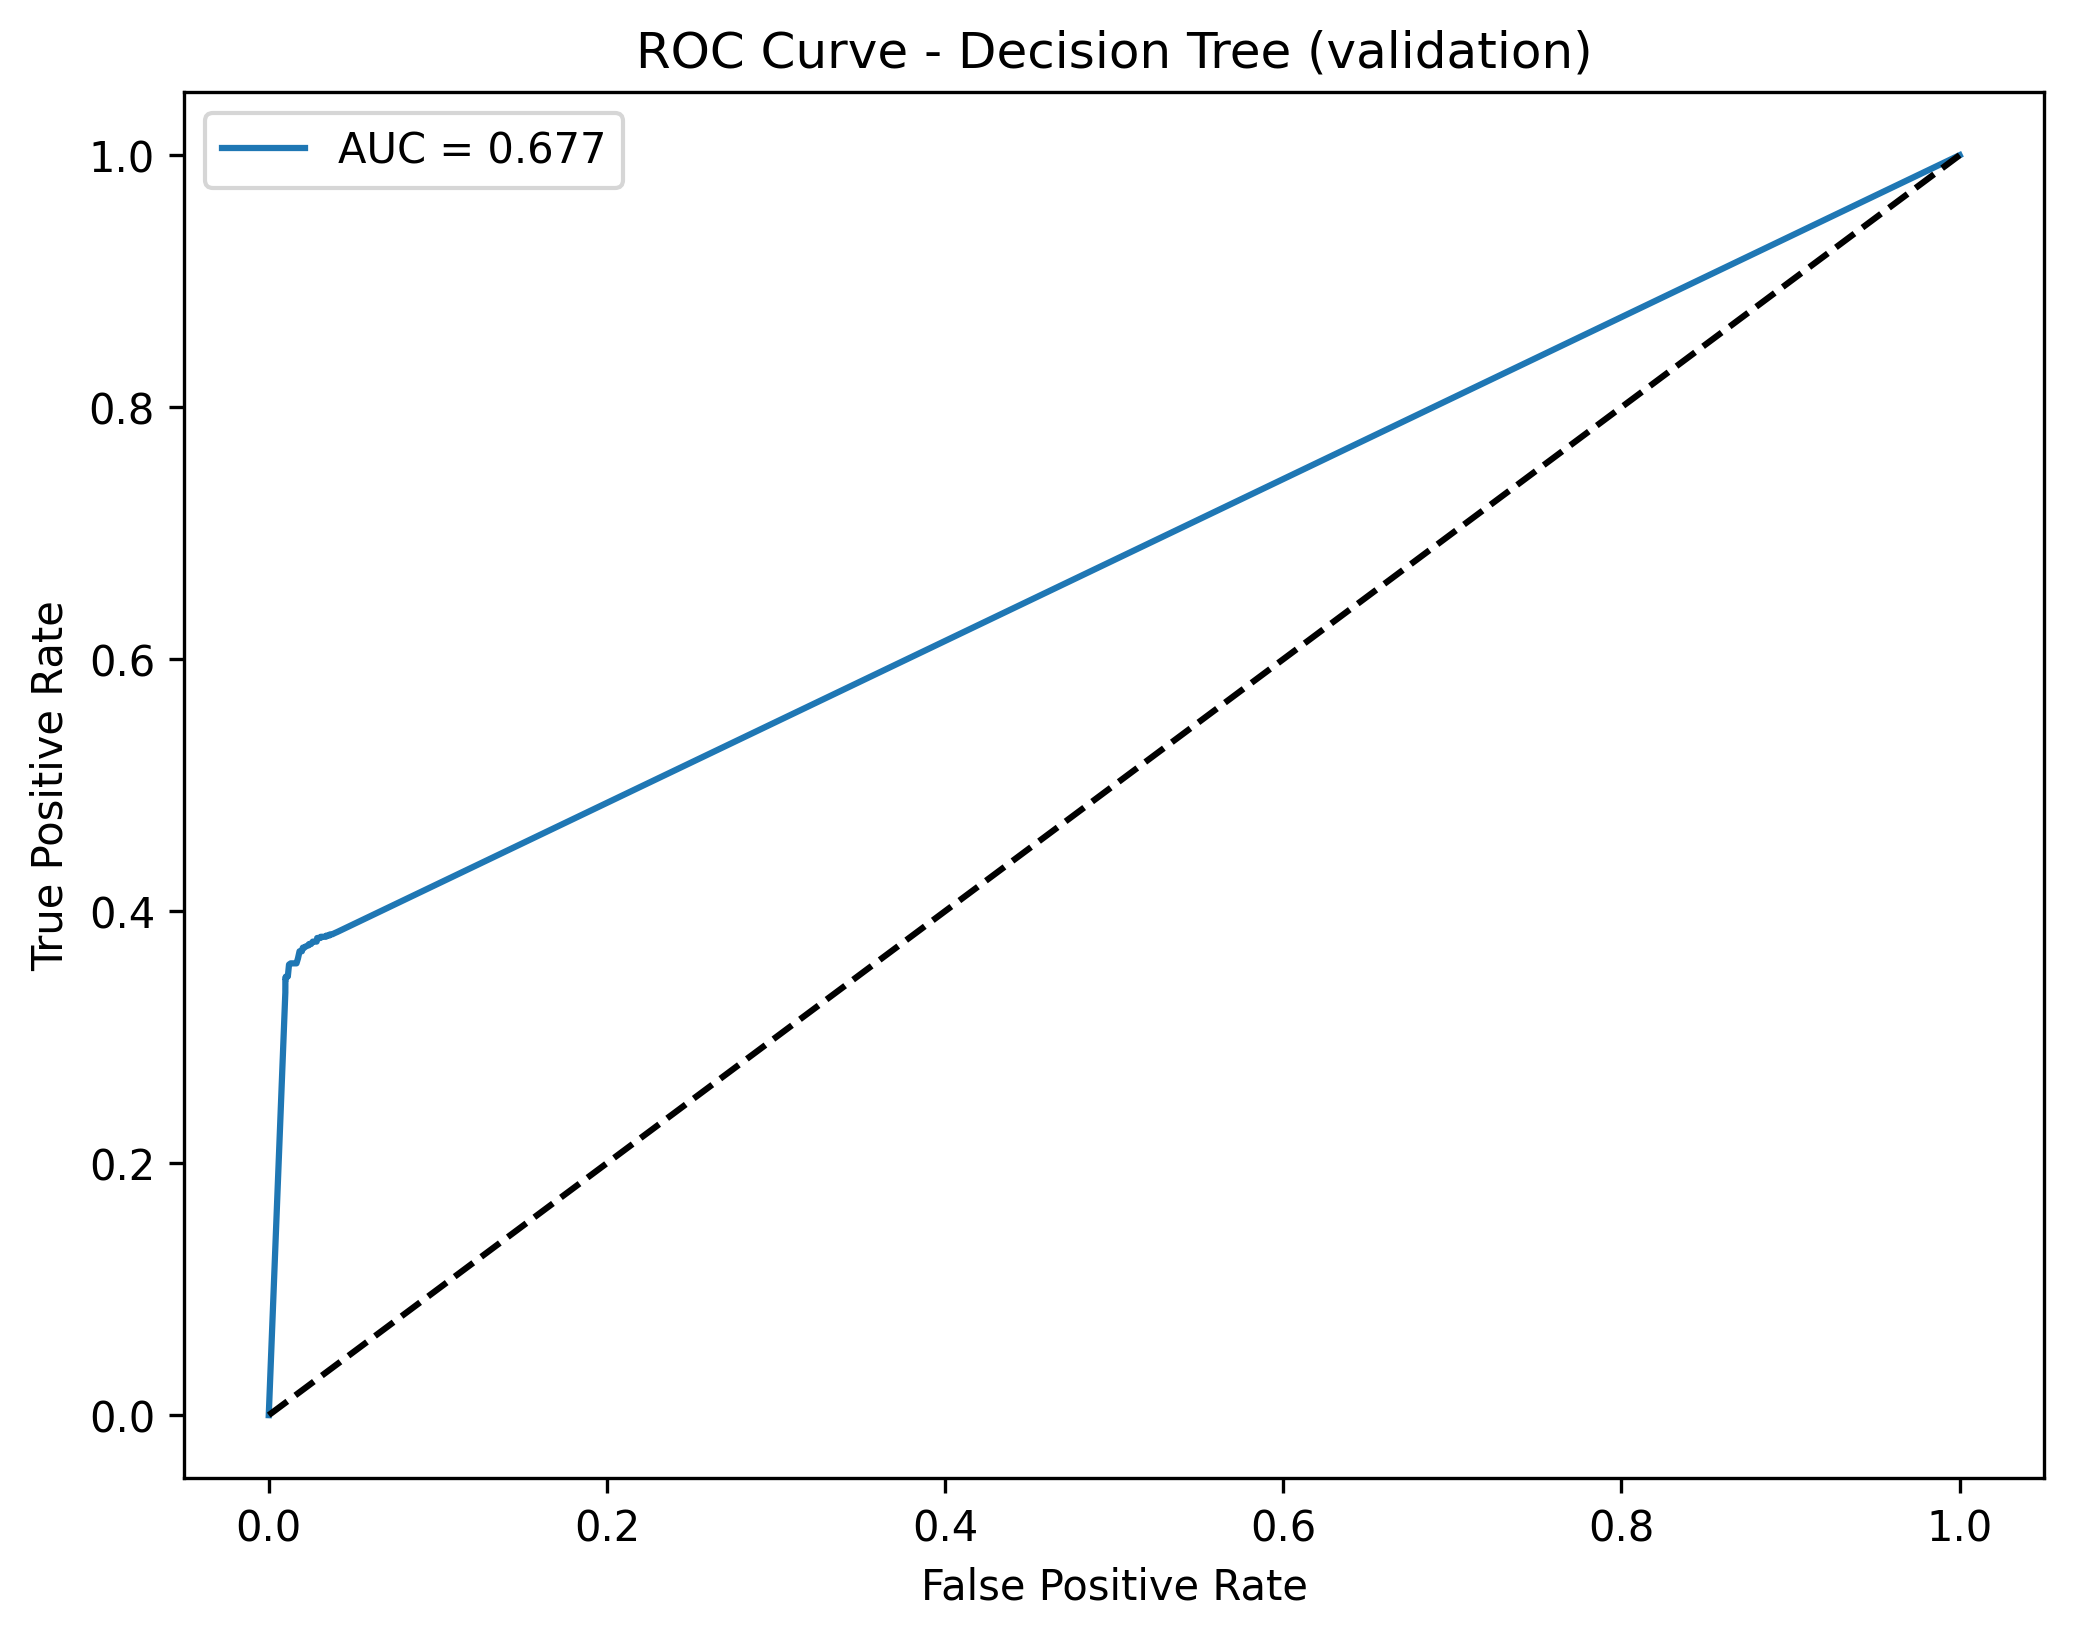 ROC Curve - Decision Tree (validation)
AUC = 0.677
True Positive Rate
1.0
0.8
0.6
0.4
0.2
0.0
0.0 0.2 0.4 0.6 0.8 1.0
False Positive Rate